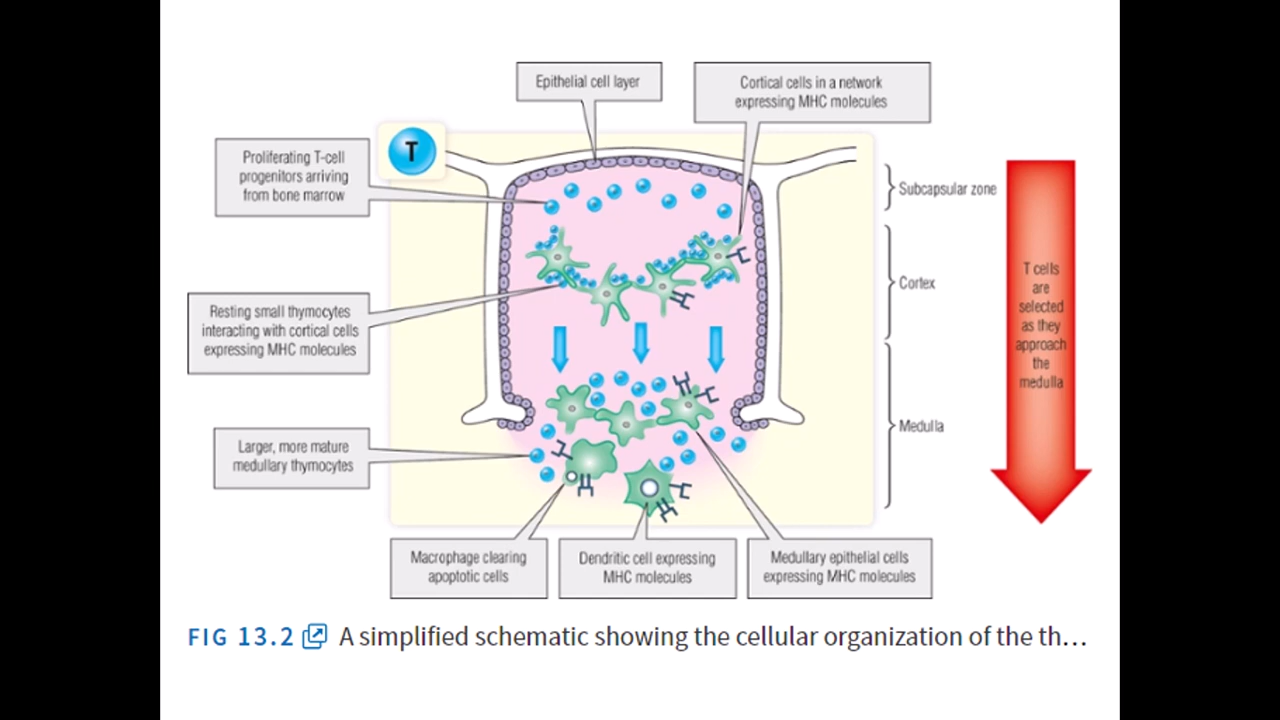 Epithelial cell layer
Cortical cells in a network
expressing MHC molecules
T
Proliferating T-cell
progenitors arriving
from bone marrow
Subcapsular zone
Cortex
T cells
are
selected
as they
approach
the
medulla
Resting small thymocytes
interacting with cortical cells
expressing MHC molecules
Medulla
Larger, more mature
medullary thymocytes
Macrophage clearing
apoptotic cells
Dendritic cell expressing
MHC molecules
Medullary epithelial cells
expressing MHC molecules
FIG 13.2 A simplified schematic showing the cellular organization of the th...